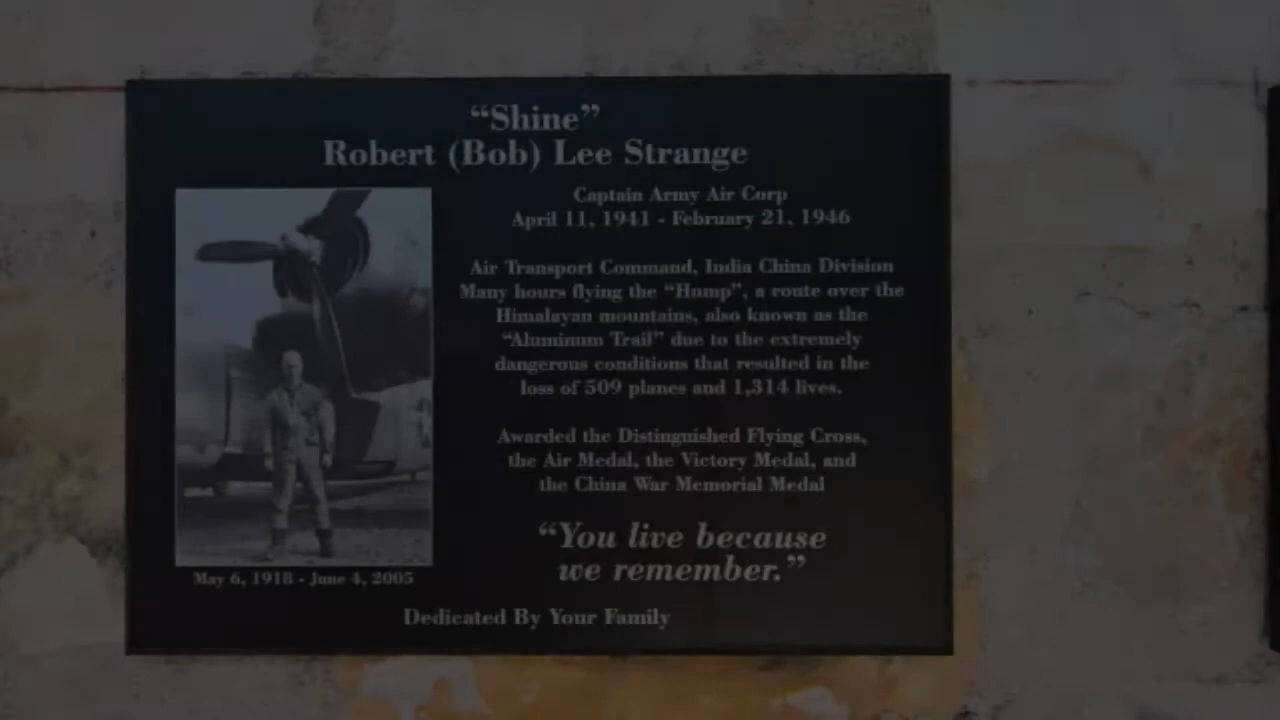 “Shine”
Robert (Bob) Lee Strange
Captain Army Air Corp
April 11, 1941 - February 21, 1946
Air Transport Command, India China Division
Many hours flying the “Hump”, a route over the
Himalayan mountains, also known as the
“Aluminum Trail” due to the extremely
dangerous conditions that resulted in the
loss of 509 planes and 1,314 lives.
Awarded the Distinguished Flying Cross,
the Air Medal, the Victory Medal, and
the China War Memorial Medal
“You live because
we remember.”
May 6, 1918 - June 4, 2005
Dedicated By Your Family